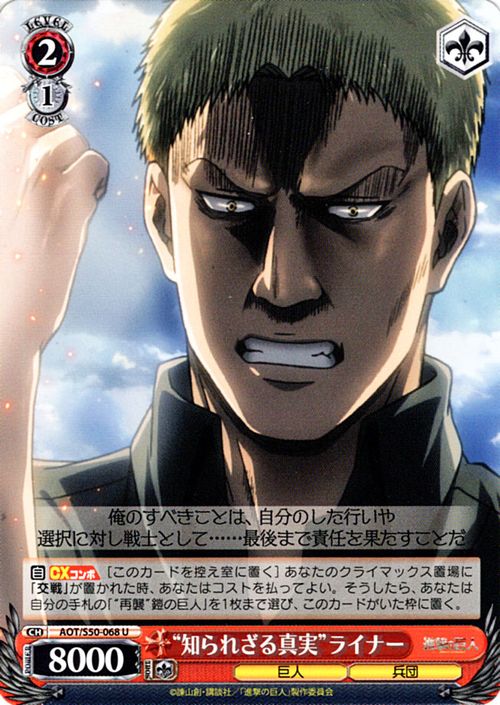 LEVEL
2
1
COST
俺のすべきことは、自分のした行いや
選択に対し戦士として……最後まで責任を果たすことだ
CXコンボ ［このカードを控え室に置く］ あなたのクライマックス置場に
「交戦」が置かれた時、あなたはコストを払ってよい。そうしたら、あなたは
自分の手札の「“再襲”鎧の巨人」を1枚まで選び、このカードがいた枠に置く。
CH AOT/S50-068 U
“知られざる真実”ライナー
進撃の巨人
POWER
8000
SOUL
巨人
兵団
©諫山創・講談社／「進撃の巨人」製作委員会